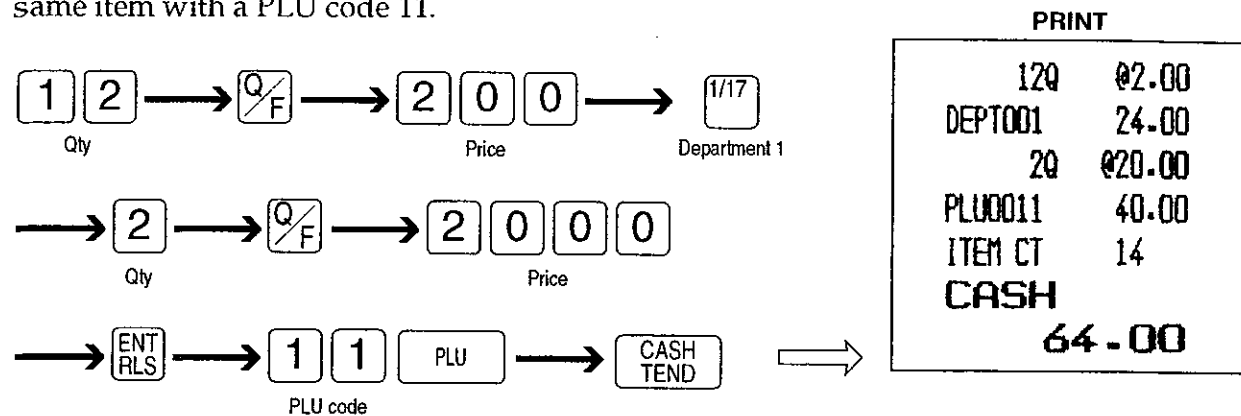 same item with a PLU code 11.
1 2 Q/F 2 0 0 1/17
Qty Price Department 1
2 Q/F 2 0 0 0
Qty Price
ENT RLS 1 1 PLU CASH TEND
PLU code
PRINT
12Q @2.00
DEPT001 24.00
2Q @20.00
PLU0011 40.00
ITEM CT 14
CASH
64.00